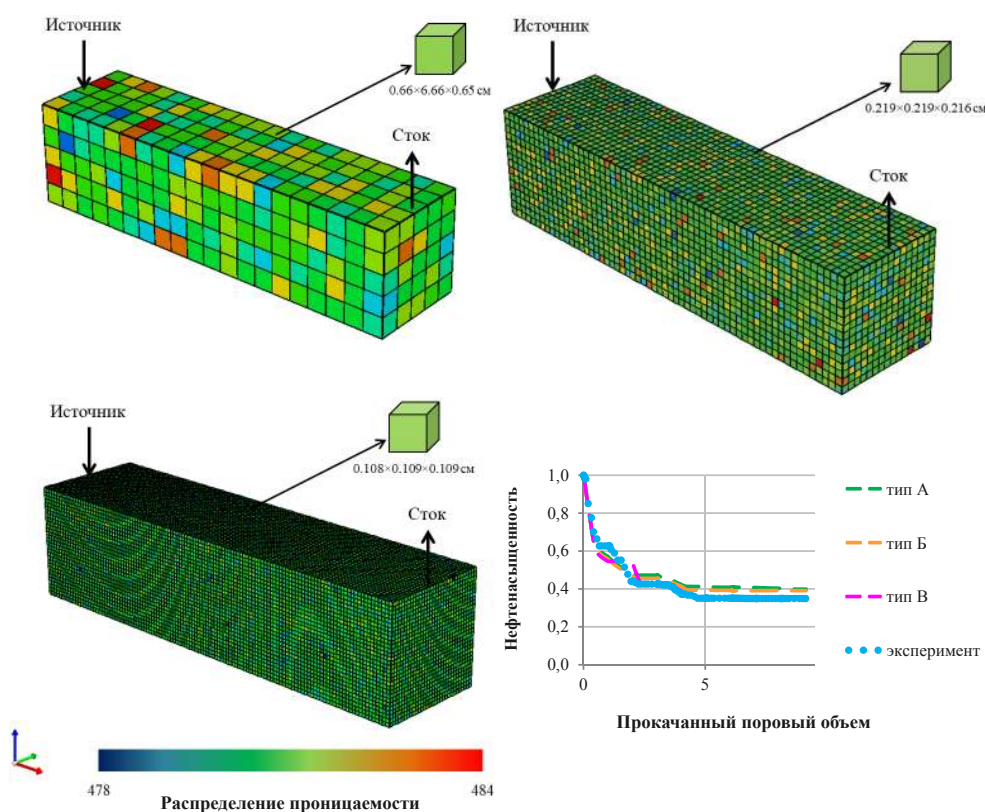 Источник
0.66×6.66×0.65 см
Сток
Источник
0.219×0.219×0.216 см
Сток
Источник
0.108×0.109×0.109 см
Сток
478
484
Распределение проницаемости
Нефтенасыщенность
1,0
0,8
0,6
0,4
0,2
0,0
0
5
Прокачанный поровый объем
тип А
тип Б
тип В
эксперимент